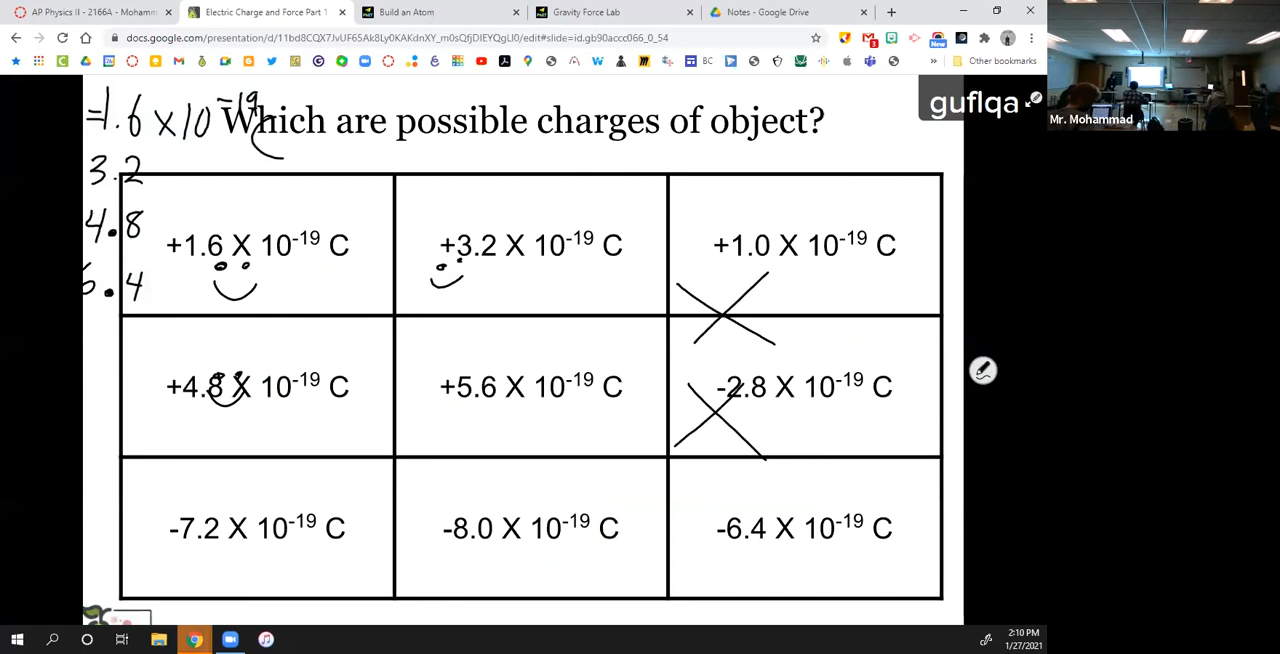 AP Physics II - 2166A - Mohamm
Electric Charge and Force Part 1
Build an Atom
Gravity Force Lab
Notes - Google Drive
docs.google.com/presentation/d/11bd8CQX7JvUF65Ak8Ly0KAKdnXY_m0sQfjDIEYQgLl0/edit#slide=id.gb90accc066_0_54
3
New
BC
Other bookmarks
=1.6 x10-19
Which are possible charges of object?
guflqa
Mr. Mohammad
3.2
4.8
6.4
+1.6 X 10-19 C
+3.2 X 10-19 C
+1.0 X 10-19 C
+4.8 X 10-19 C
+5.6 X 10-19 C
-2.8 X 10-19 C
-7.2 X 10-19 C
-8.0 X 10-19 C
-6.4 X 10-19 C
2:10 PM
1/27/2021